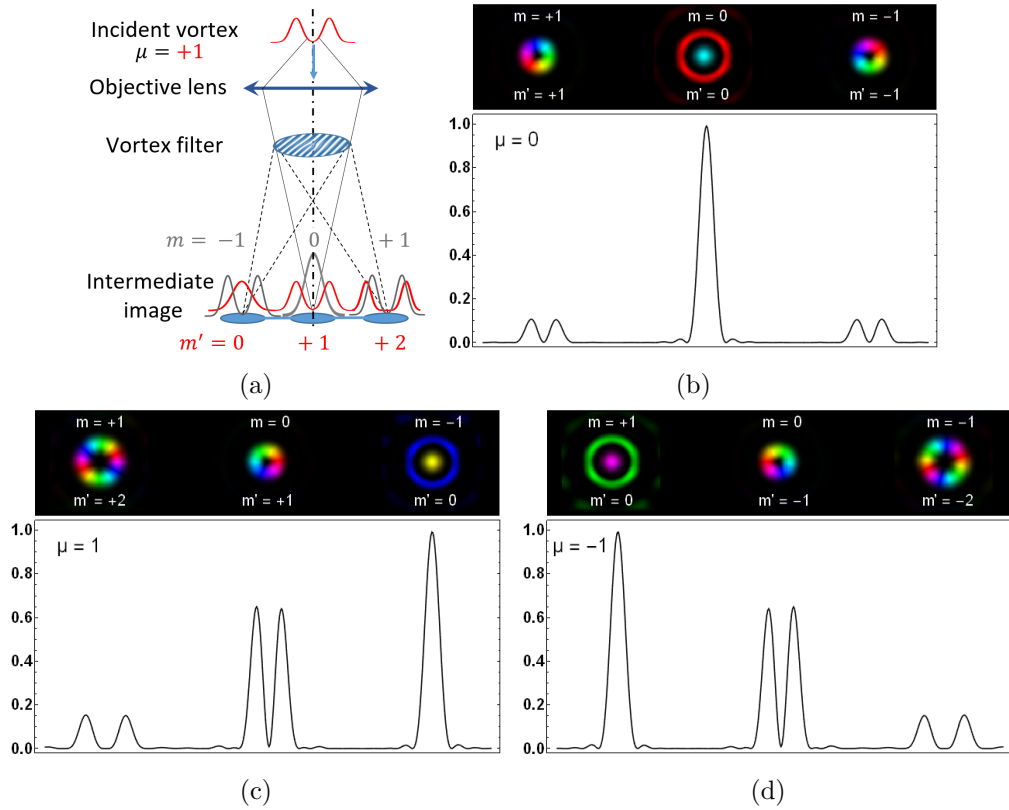 Incident vortex
μ = +1
Objective lens
Vortex filter
m = −1 0 +1
Intermediate
image
m′ = 0 +1 +2
(a)
m = +1 m = 0 m = −1
m' = +1 m' = 0 m' = −1
μ = 0
1.0
0.8
0.6
0.4
0.2
0.0
(b)
m = +1 m = 0 m = −1
m' = +2 m' = +1 m' = 0
μ = 1
1.0
0.8
0.6
0.4
0.2
0.0
(c)
m = +1 m = 0 m = −1
m' = 0 m' = −1 m' = −2
μ = −1
1.0
0.8
0.6
0.4
0.2
0.0
(d)